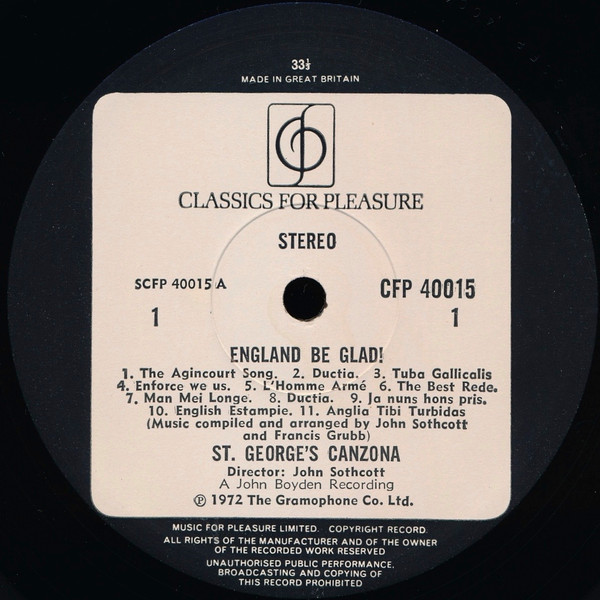 33⅓
MADE IN GREAT BRITAIN
CLASSICS FOR PLEASURE
STEREO
SCFP 40015 A CFP 40015
1 1
ENGLAND BE GLAD!
1. The Agincourt Song. 2. Ductia. 3. Tuba Gallicalis
4. Enforce we us. 5. L'Homme Armé 6. The Best Rede.
7. Man Mei Longe. 8. Ductia. 9. Ja nuns hons pris.
10. English Estampie. 11. Anglia Tibi Turbidas
(Music compiled and arranged by John Sothcott
and Francis Grubb)
ST. GEORGE'S CANZONA
Director: John Sothcott
A John Boyden Recording
Ⓟ 1972 The Gramophone Co. Ltd.
MUSIC FOR PLEASURE LIMITED. COPYRIGHT RECORD.
ALL RIGHTS OF THE MANUFACTURER AND OF THE OWNER
OF THE RECORDED WORK RESERVED
UNAUTHORISED PUBLIC PERFORMANCE.
BROADCASTING AND COPYING OF
THIS RECORD PROHIBITED